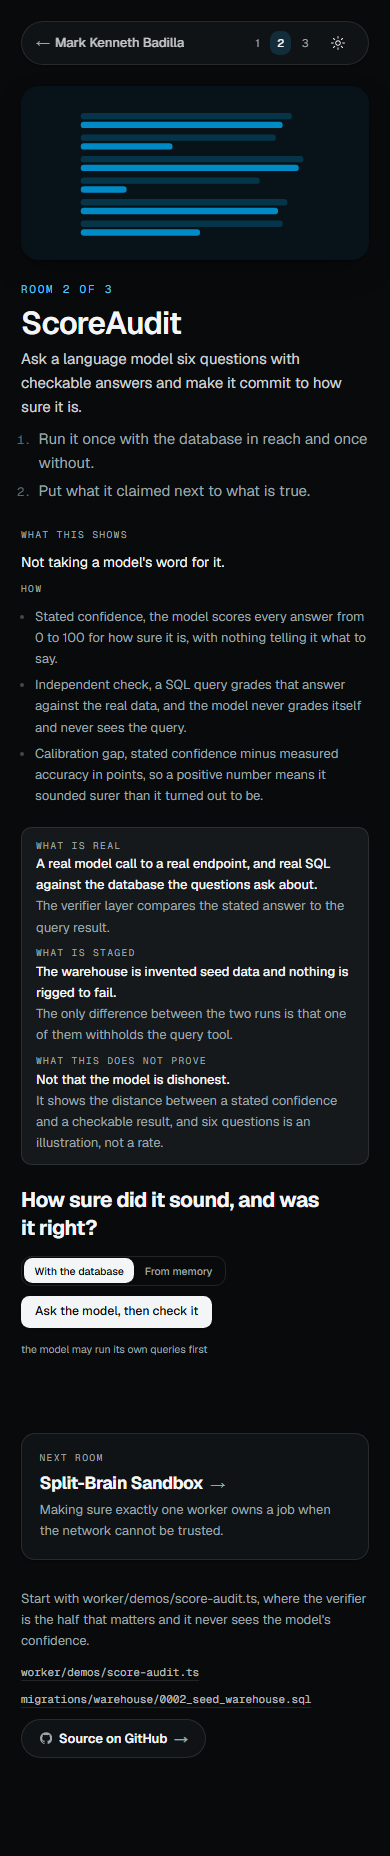 ← Mark Kenneth Badilla 1 2 3
ROOM 2 OF 3
ScoreAudit
Ask a language model six questions with
checkable answers and make it commit to how
sure it is.
1. Run it once with the database in reach and once
without.
2. Put what it claimed next to what is true.
WHAT THIS SHOWS
Not taking a model's word for it.
HOW
• Stated confidence, the model scores every answer from
0 to 100 for how sure it is, with nothing telling it what to
say.
• Independent check, a SQL query grades that answer
against the real data, and the model never grades itself
and never sees the query.
• Calibration gap, stated confidence minus measured
accuracy in points, so a positive number means it
sounded surer than it turned out to be.
WHAT IS REAL
A real model call to a real endpoint, and real SQL
against the database the questions ask about.
The verifier layer compares the stated answer to the
query result.
WHAT IS STAGED
The warehouse is invented seed data and nothing is
rigged to fail.
The only difference between the two runs is that one
of them withholds the query tool.
WHAT THIS DOES NOT PROVE
Not that the model is dishonest.
It shows the distance between a stated confidence
and a checkable result, and six questions is an
illustration, not a rate.
How sure did it sound, and was
it right?
With the database From memory
Ask the model, then check it
the model may run its own queries first
NEXT ROOM
Split-Brain Sandbox →
Making sure exactly one worker owns a job when
the network cannot be trusted.
Start with worker/demos/score-audit.ts, where the verifier
is the half that matters and it never sees the model's
confidence.
worker/demos/score-audit.ts
migrations/warehouse/0002_seed_warehouse.sql
Source on GitHub →